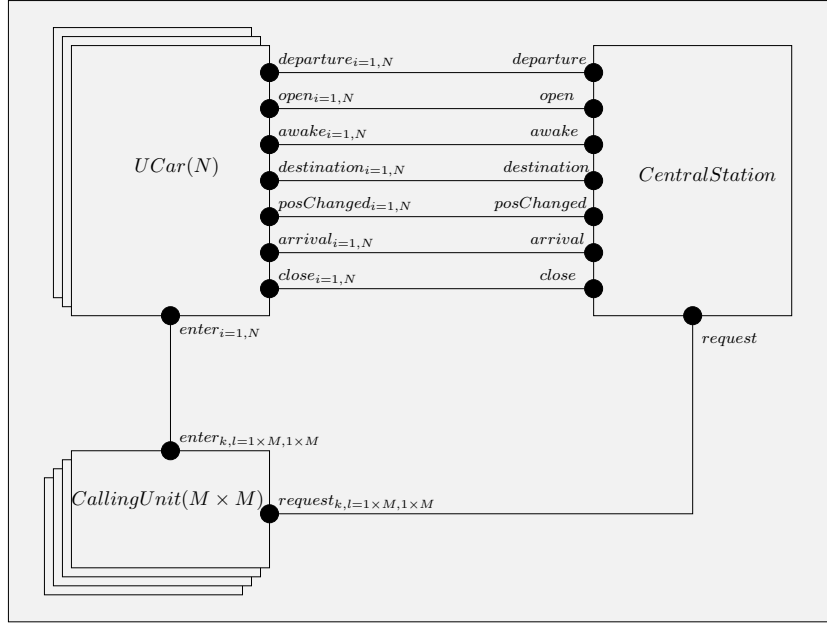 departure_{i=1,N} departure
open_{i=1,N} open
awake_{i=1,N} awake
UCar(N)
destination_{i=1,N} destination
CentralStation
posChanged_{i=1,N} posChanged
arrival_{i=1,N} arrival
close_{i=1,N} close
enter_{i=1,N}
request
enter_{k,l=1×M,1×M}
CallingUnit(M × M)
request_{k,l=1×M,1×M}